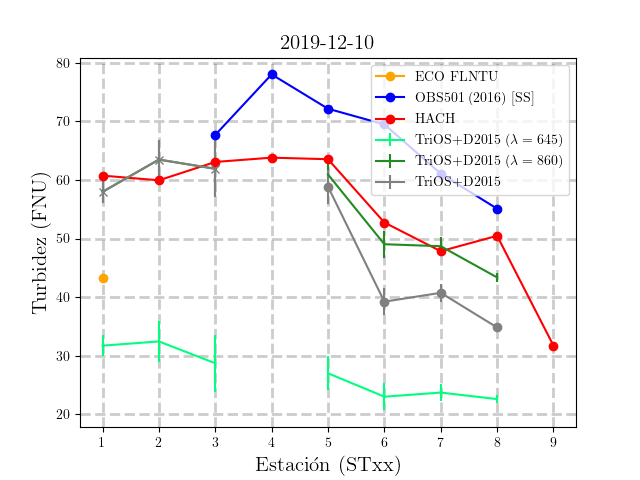 2019-12-10
ECO FLNTU
OBS501 (2016) [SS]
HACH
TriOS+D2015 (λ = 645)
TriOS+D2015 (λ = 860)
TriOS+D2015
Turbidez (FNU)
80
70
60
50
40
30
20
1 2 3 4 5 6 7 8 9
Estación (STxx)